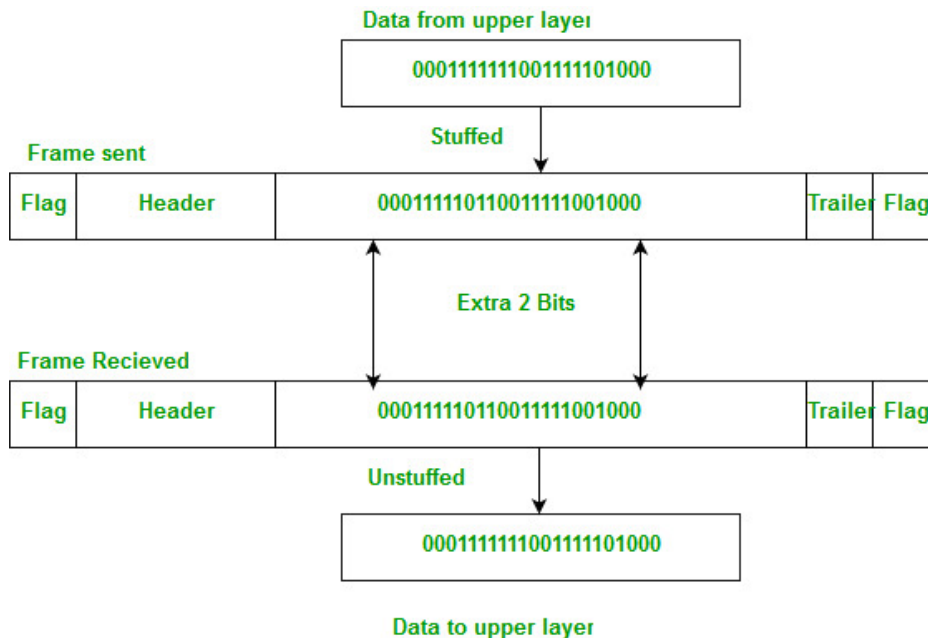 Data from upper layer
0001111111001111101000
Stuffed
Frame sent
Flag Header 000111110110011111001000 Trailer Flag
Extra 2 Bits
Frame Recieved
Flag Header 000111110110011111001000 Trailer Flag
Unstuffed
0001111111001111101000
Data to upper layer